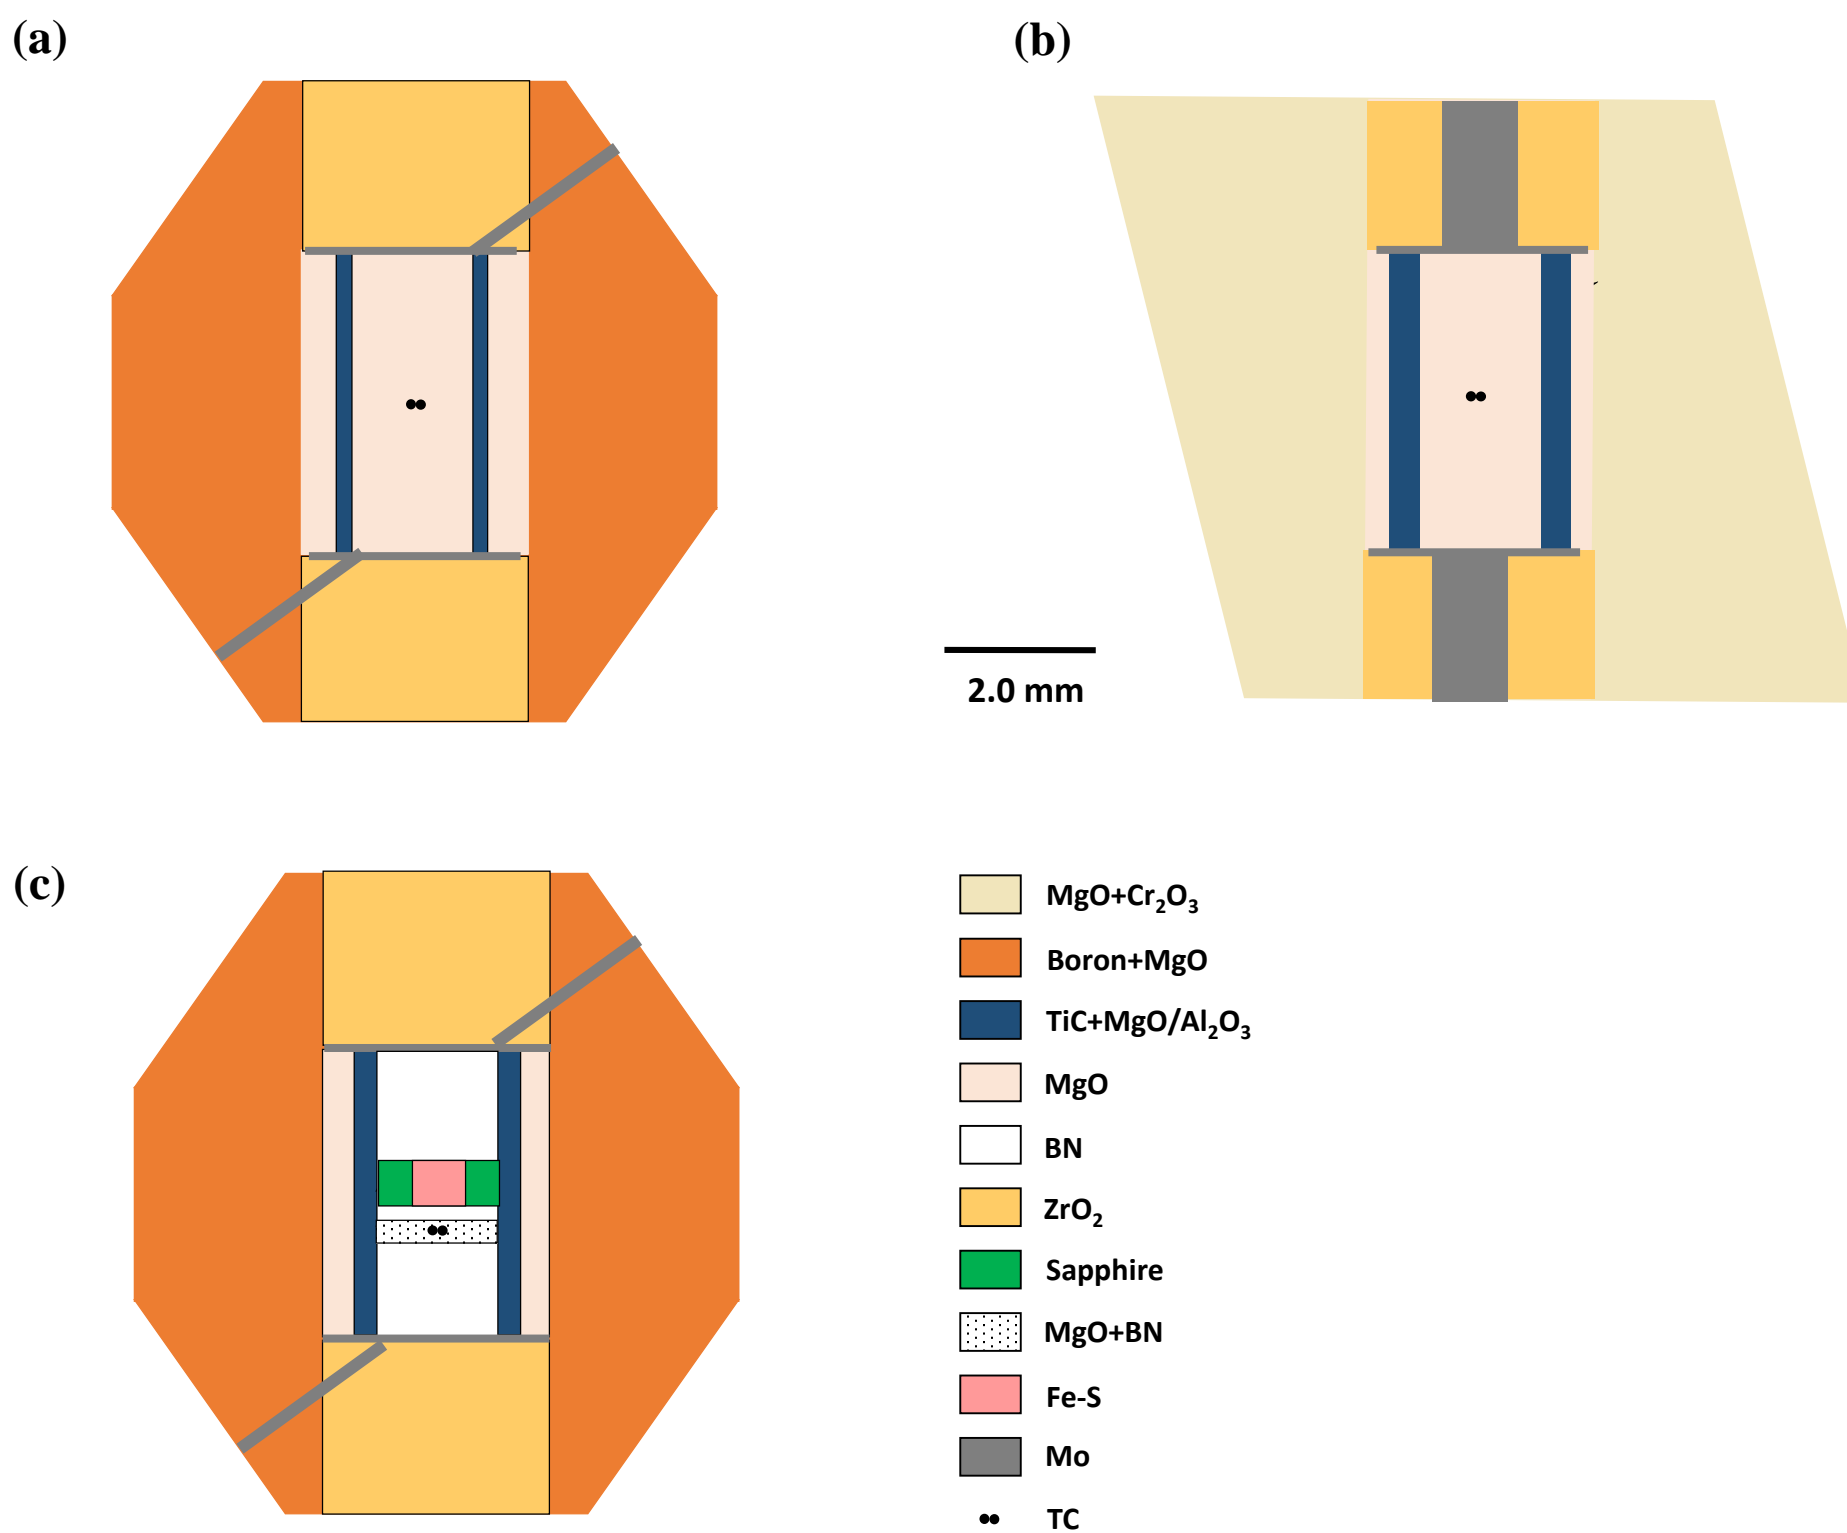 (a)
(b)
2.0 mm
(c)
MgO+Cr₂O₃
Boron+MgO
TiC+MgO/Al₂O₃
MgO
BN
ZrO₂
Sapphire
MgO+BN
Fe-S
Mo
TC